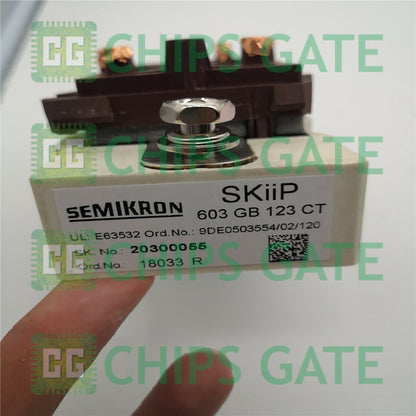 CHIPS GATE
SKiiP
SEMIKRON
603 GB 123 CT
UL: E63532 Ord.No.: 9DE0503554/02/120
SK. No.: 20300055
Ord.No.: 18033 R
CHIPS GATE
CHIPS GATE
CHIPS GATE